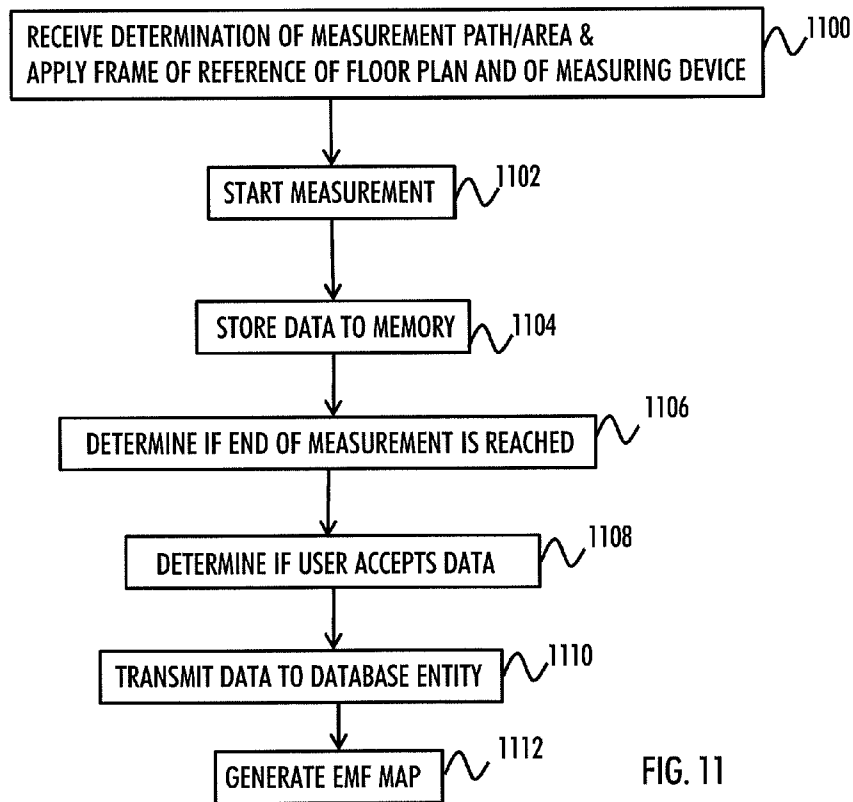 RECEIVE DETERMINATION OF MEASUREMENT PATH/AREA &
APPLY FRAME OF REFERENCE OF FLOOR PLAN AND OF MEASURING DEVICE
1100
START MEASUREMENT
1102
STORE DATA TO MEMORY
1104
DETERMINE IF END OF MEASUREMENT IS REACHED
1106
DETERMINE IF USER ACCEPTS DATA
1108
TRANSMIT DATA TO DATABASE ENTITY
1110
GENERATE EMF MAP
1112
FIG. 11